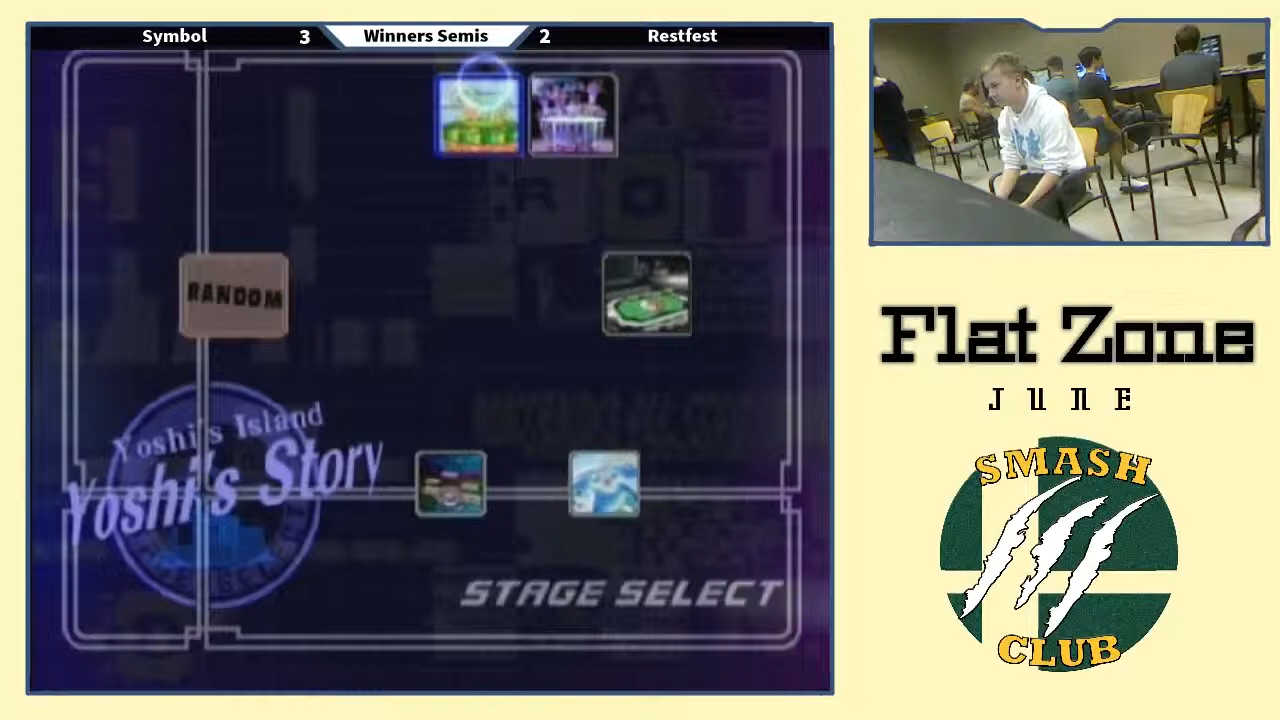 Symbol 3 Winners Semis 2 Restfest
RANDOM
Yoshi's Island
Yoshi's Story
STAGE SELECT
Flat Zone
JUNE
SMASH
CLUB